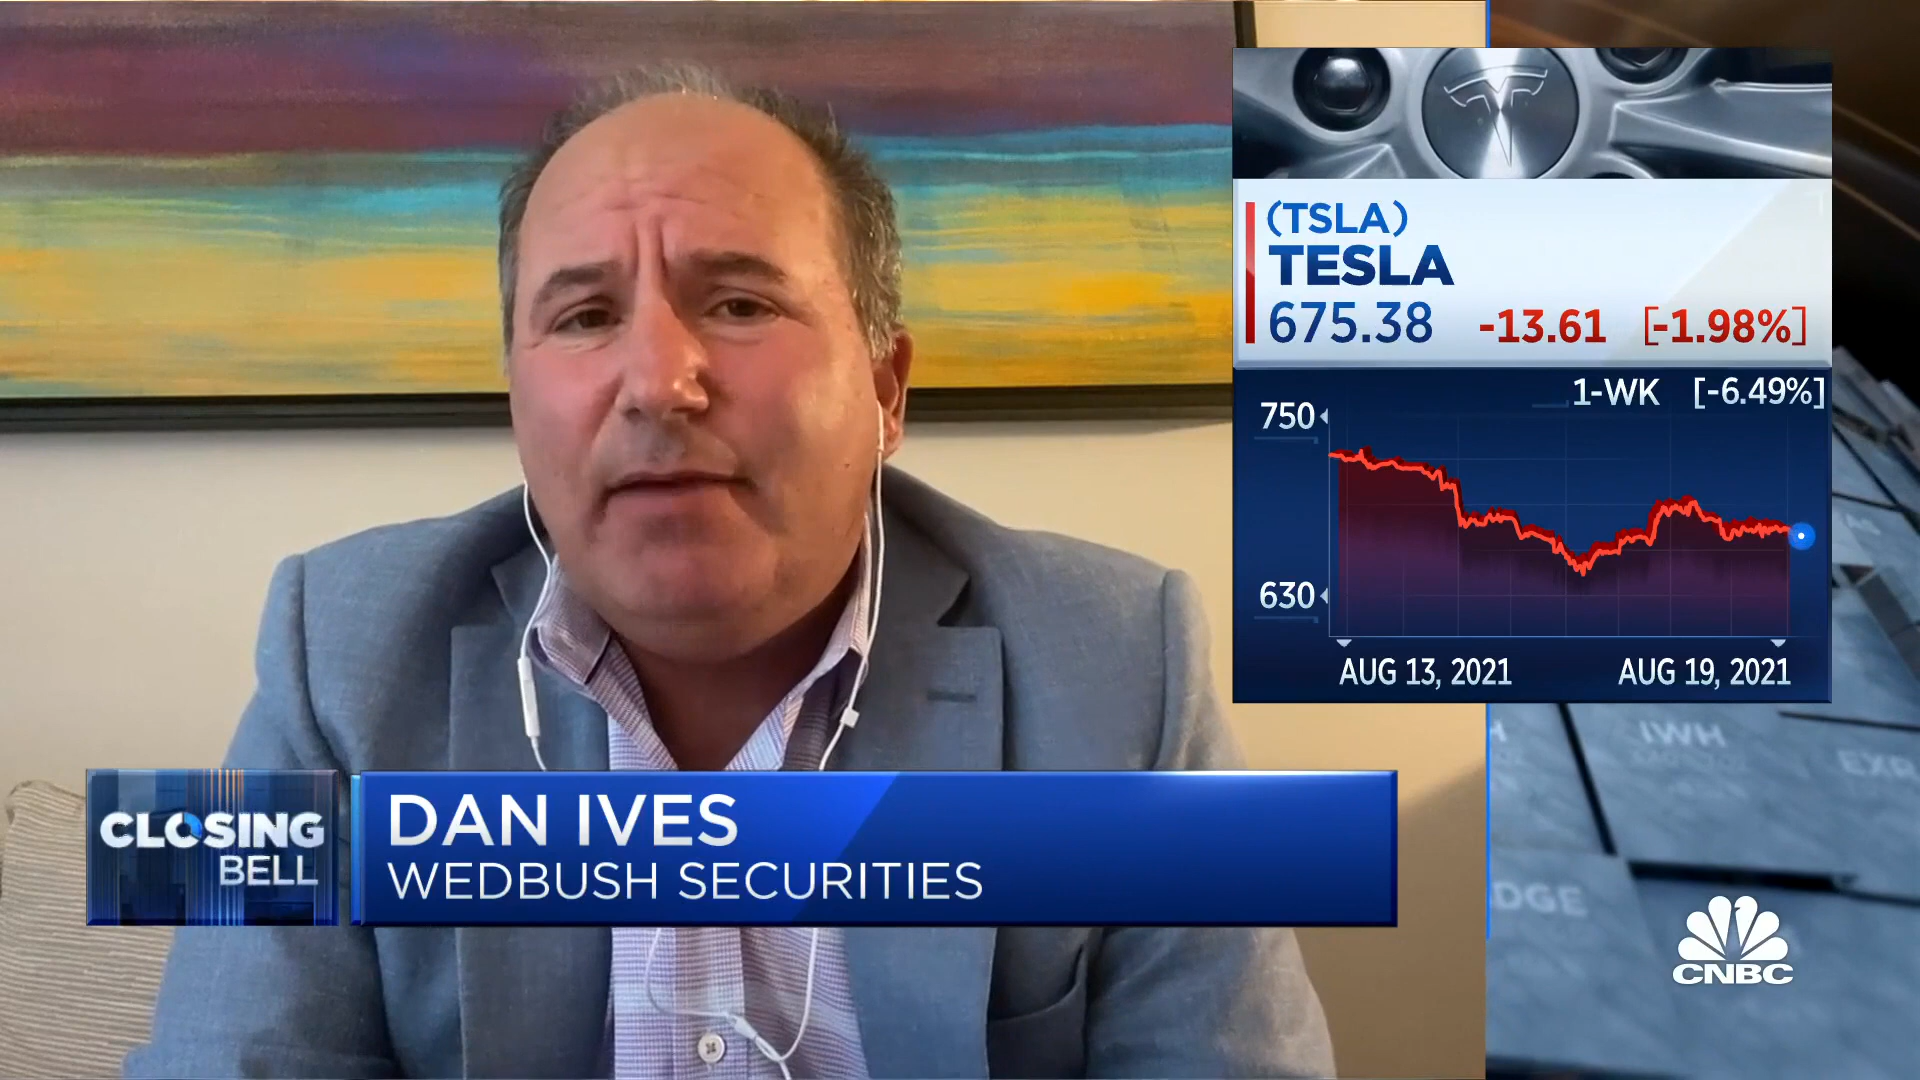 (TSLA)
TESLA
675.38 -13.61 [-1.98%]
1-WK [-6.49%]
750
630
AUG 13, 2021 AUG 19, 2021
CLOSING
BELL
DAN IVES
WEDBUSH SECURITIES
IWH
CNBC